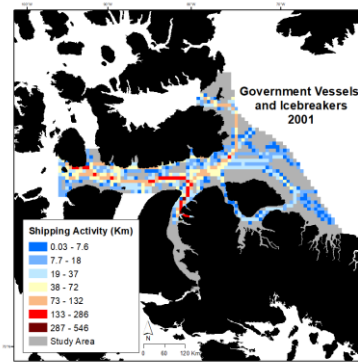 Government Vessels
and Icebreakers
2001
Shipping Activity (Km)
0.03 - 7.6
7.7 - 18
19 - 37
38 - 72
73 - 132
133 - 286
287 - 546
Study Area
N
0
120 Km